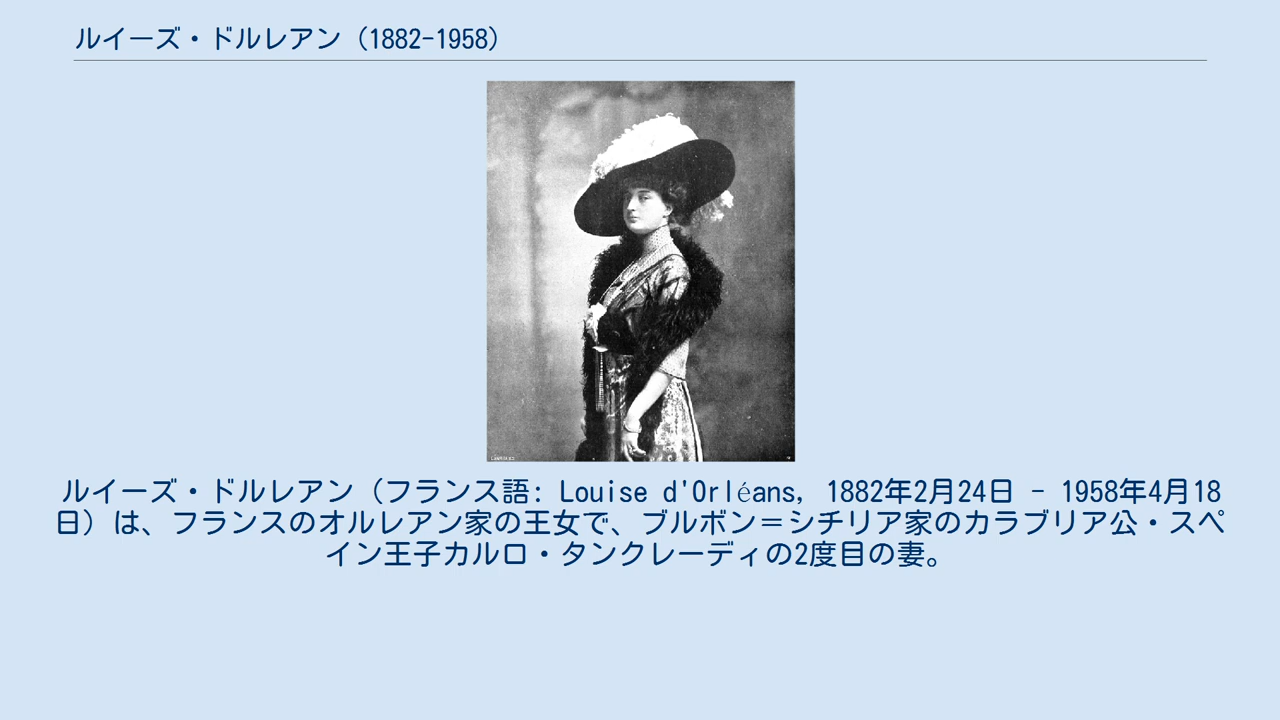 ルイーズ・ドルレアン（1882-1958）
ルイーズ・ドルレアン（フランス語: Louise d'Orléans, 1882年2月24日 - 1958年4月18
日）は、フランスのオルレアン家の王女で、ブルボン＝シチリア家のカラブリア公・スペ
イン王子カルロ・タンクレーディの2度目の妻。